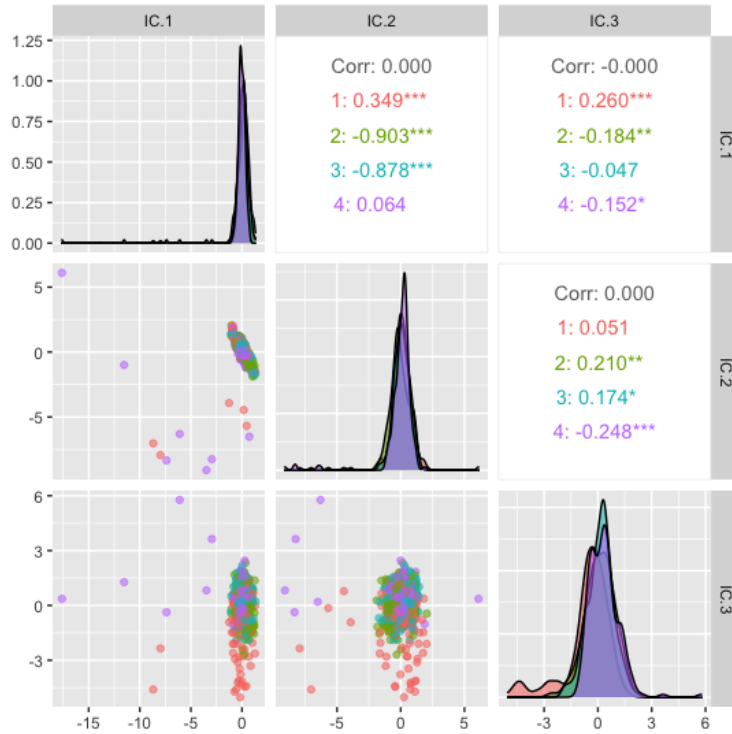 IC.1 IC.2 IC.3
1.25
1.00
0.75
0.50
0.25
0.00
Corr: 0.000
1: 0.349***
2: -0.903***
3: -0.878***
4: 0.064
Corr: -0.000
1: 0.260***
2: -0.184**
3: -0.047
4: -0.152*
IC.1
5
0
-5
Corr: 0.000
1: 0.051
2: 0.210**
3: 0.174*
4: -0.248***
IC.2
6
3
0
-3
IC.3
-15 -10 -5 0
-5 0 5
-3 0 3 6